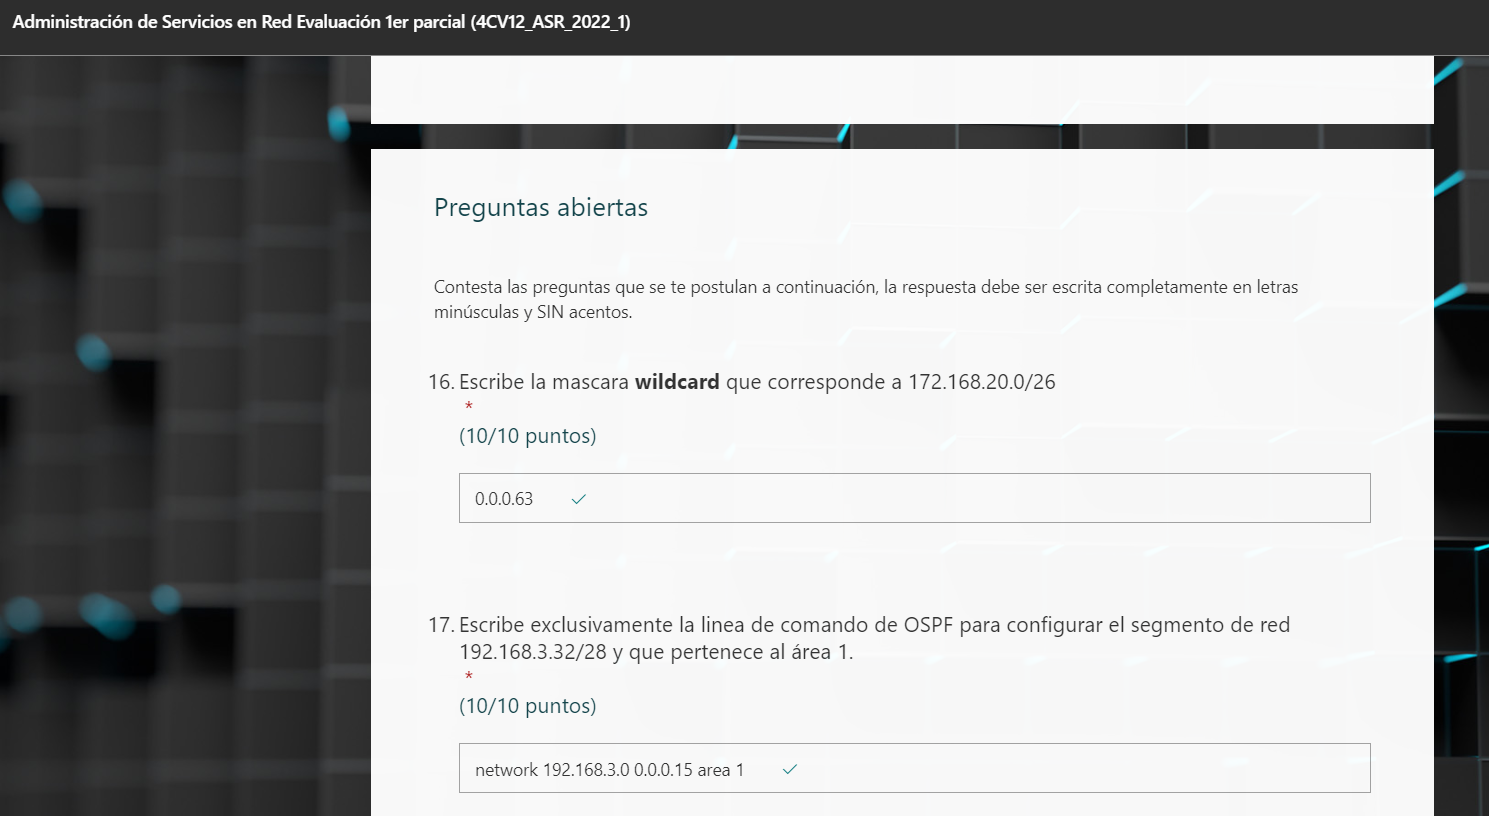 Administración de Servicios en Red Evaluación 1er parcial (4CV12_ASR_2022_1)
Preguntas abiertas
Contesta las preguntas que se te postulan a continuación, la respuesta debe ser escrita completamente en letras
minúsculas y SIN acentos.
16. Escribe la mascara wildcard que corresponde a 172.168.20.0/26
*
(10/10 puntos)
0.0.0.63
17. Escribe exclusivamente la linea de comando de OSPF para configurar el segmento de red
192.168.3.32/28 y que pertenece al área 1.
*
(10/10 puntos)
network 192.168.3.0 0.0.0.15 area 1